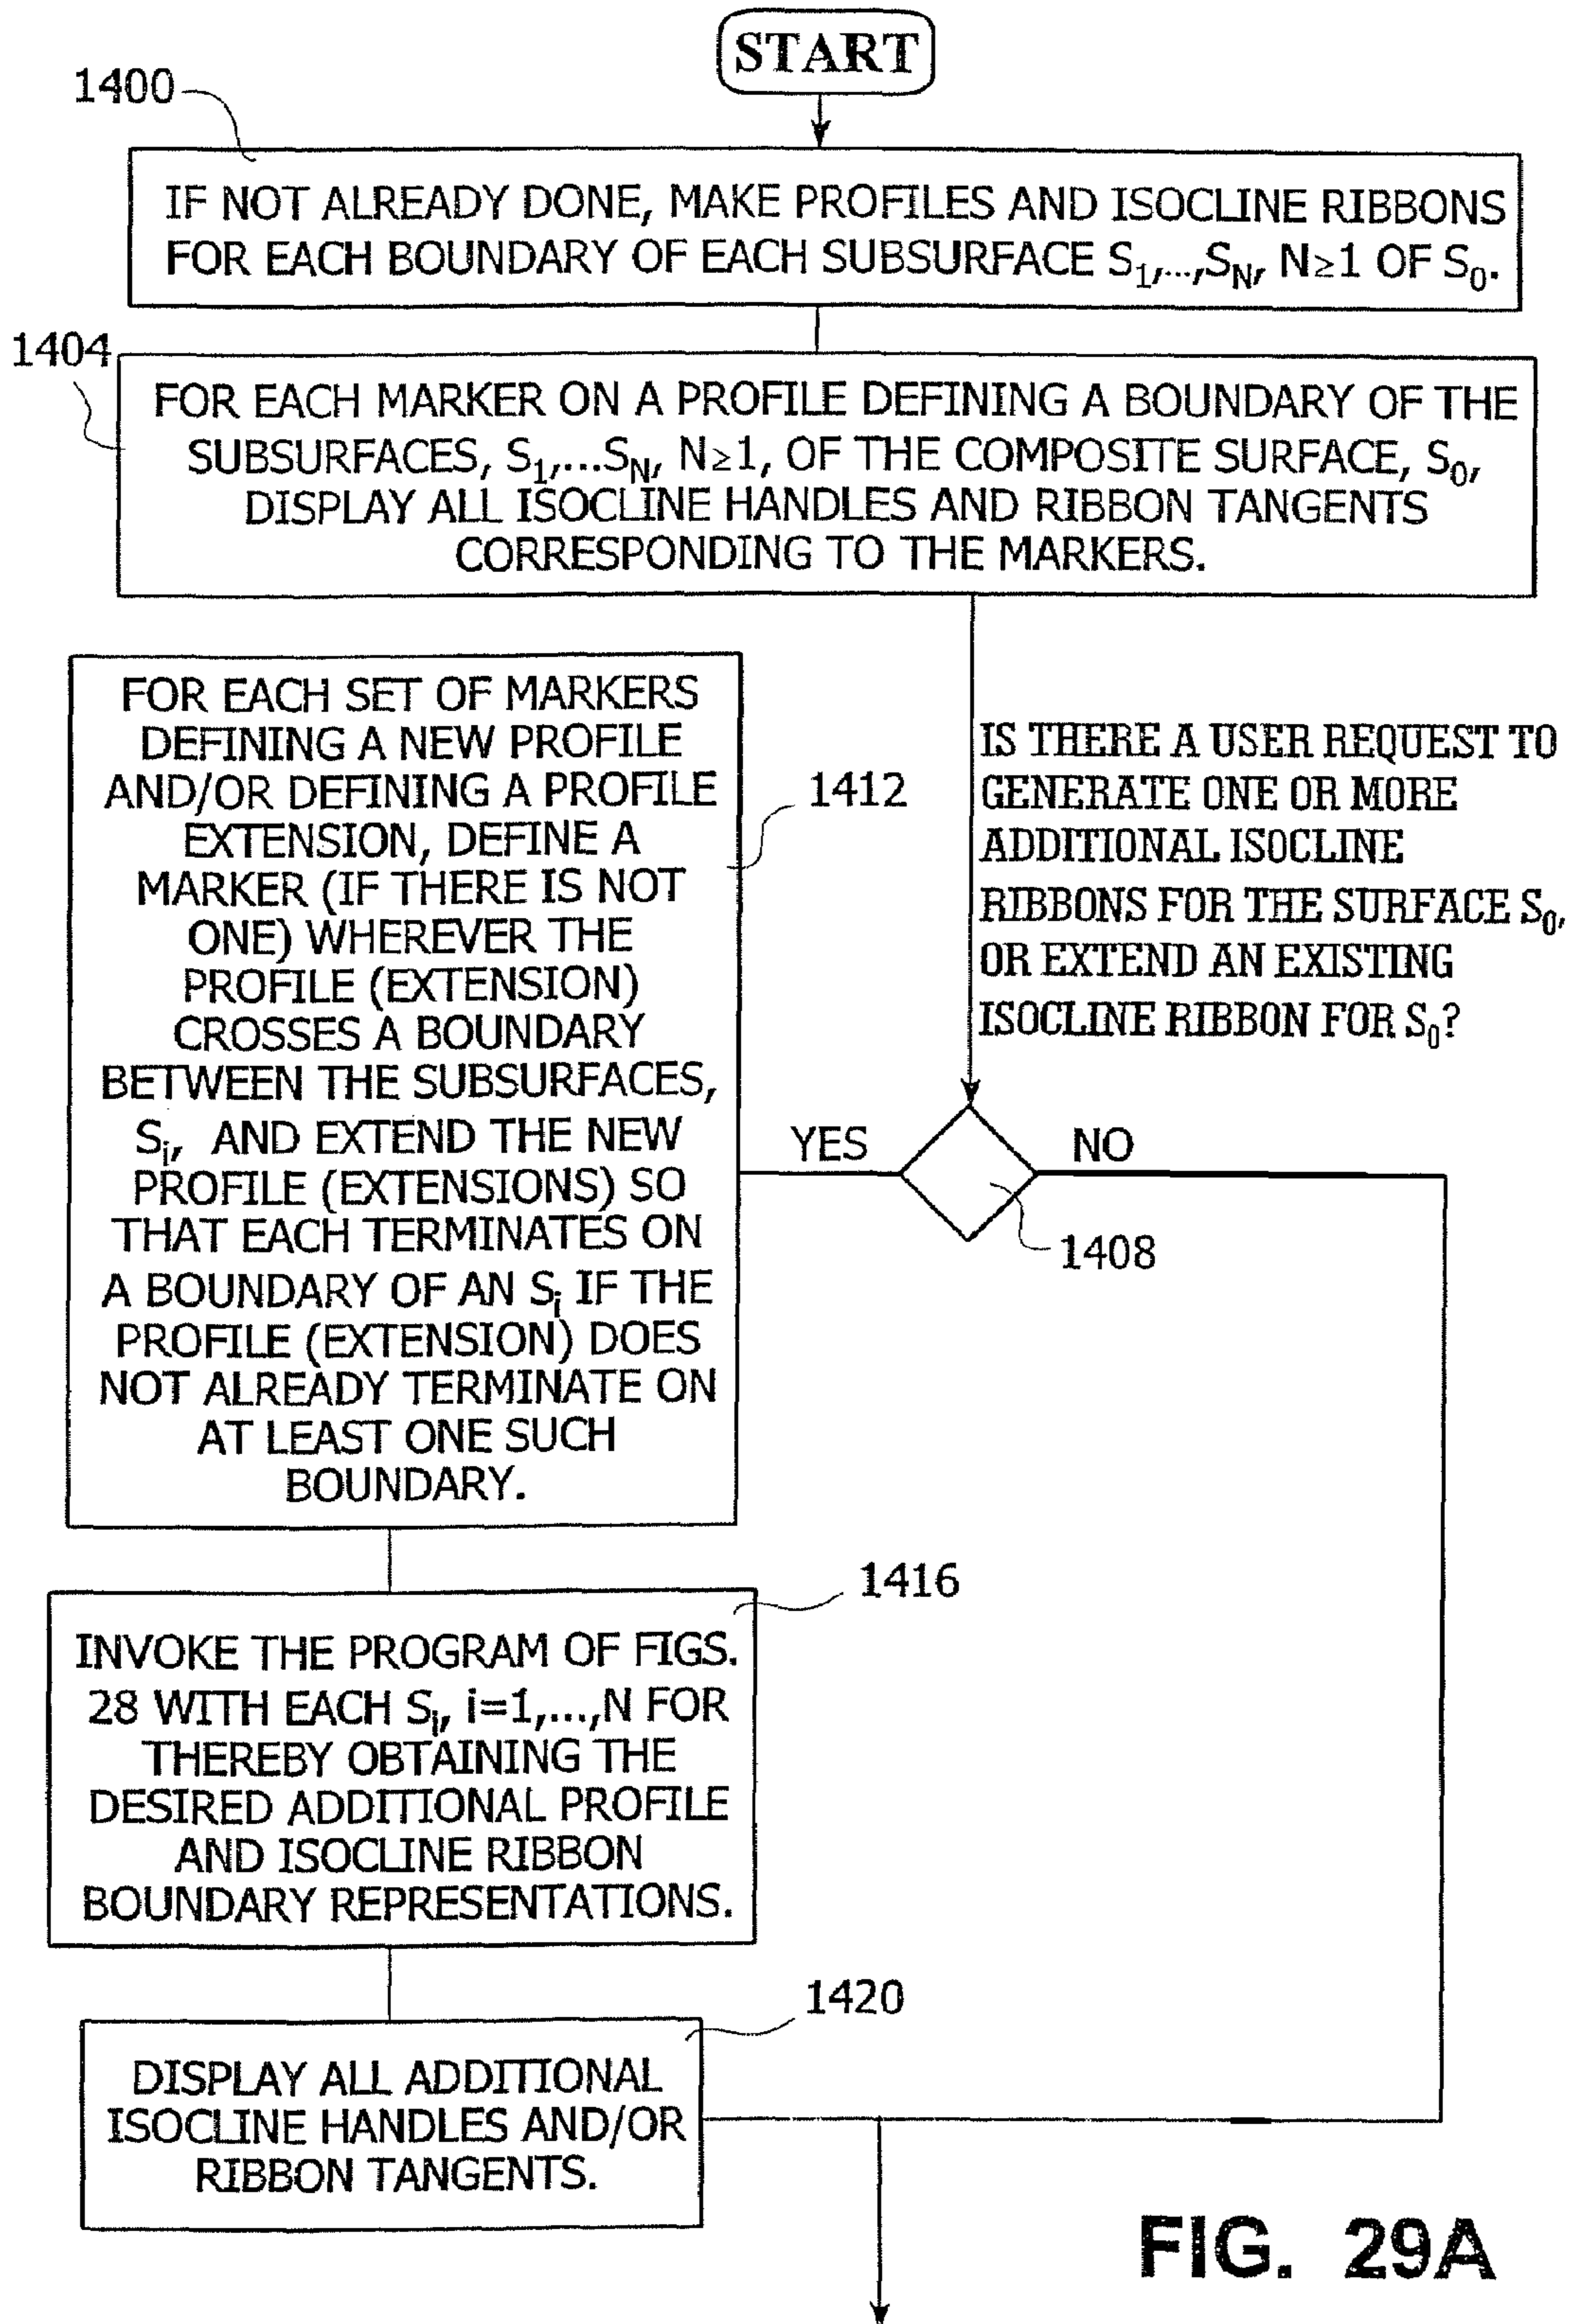 START
1400
IF NOT ALREADY DONE, MAKE PROFILES AND ISOCLINE RIBBONS
FOR EACH BOUNDARY OF EACH SUBSURFACE S₁,...,S_N, N≥1 OF S₀.
1404
FOR EACH MARKER ON A PROFILE DEFINING A BOUNDARY OF THE
SUBSURFACES, S₁,...S_N, N≥1, OF THE COMPOSITE SURFACE, S₀,
DISPLAY ALL ISOCLINE HANDLES AND RIBBON TANGENTS
CORRESPONDING TO THE MARKERS.
IS THERE A USER REQUEST TO
GENERATE ONE OR MORE
ADDITIONAL ISOCLINE
RIBBONS FOR THE SURFACE S₀,
OR EXTEND AN EXISTING
ISOCLINE RIBBON FOR S₀?
YES
NO
1408
FOR EACH SET OF MARKERS
DEFINING A NEW PROFILE
AND/OR DEFINING A PROFILE
EXTENSION, DEFINE A
MARKER (IF THERE IS NOT
ONE) WHEREVER THE
PROFILE (EXTENSION)
CROSSES A BOUNDARY
BETWEEN THE SUBSURFACES,
Sᵢ, AND EXTEND THE NEW
PROFILE (EXTENSIONS) SO
THAT EACH TERMINATES ON
A BOUNDARY OF AN Sᵢ IF THE
PROFILE (EXTENSION) DOES
NOT ALREADY TERMINATE ON
AT LEAST ONE SUCH
BOUNDARY.
1412
1416
INVOKE THE PROGRAM OF FIGS.
28 WITH EACH Sᵢ, i=1,...,N FOR
THEREBY OBTAINING THE
DESIRED ADDITIONAL PROFILE
AND ISOCLINE RIBBON
BOUNDARY REPRESENTATIONS.
1420
DISPLAY ALL ADDITIONAL
ISOCLINE HANDLES AND/OR
RIBBON TANGENTS.
FIG. 29A